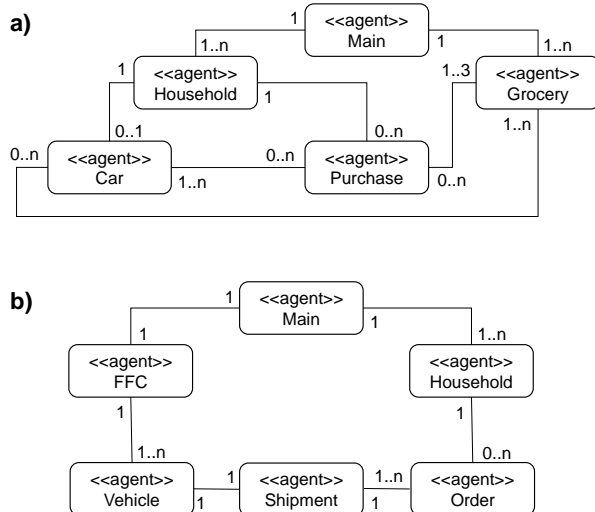 a)
1
<<agent>>
Main
1
1..n
1..n
1
<<agent>>
Household
1
1..3
<<agent>>
Grocery
0..1
0..n
1..n
0..n
<<agent>>
Car
1..n
0..n
<<agent>>
Purchase
0..n
b)
1
<<agent>>
Main
1
1
1..n
<<agent>>
FFC
<<agent>>
Household
1
1
1..n
0..n
<<agent>>
Vehicle
1
1
<<agent>>
Shipment
1..n
1
<<agent>>
Order